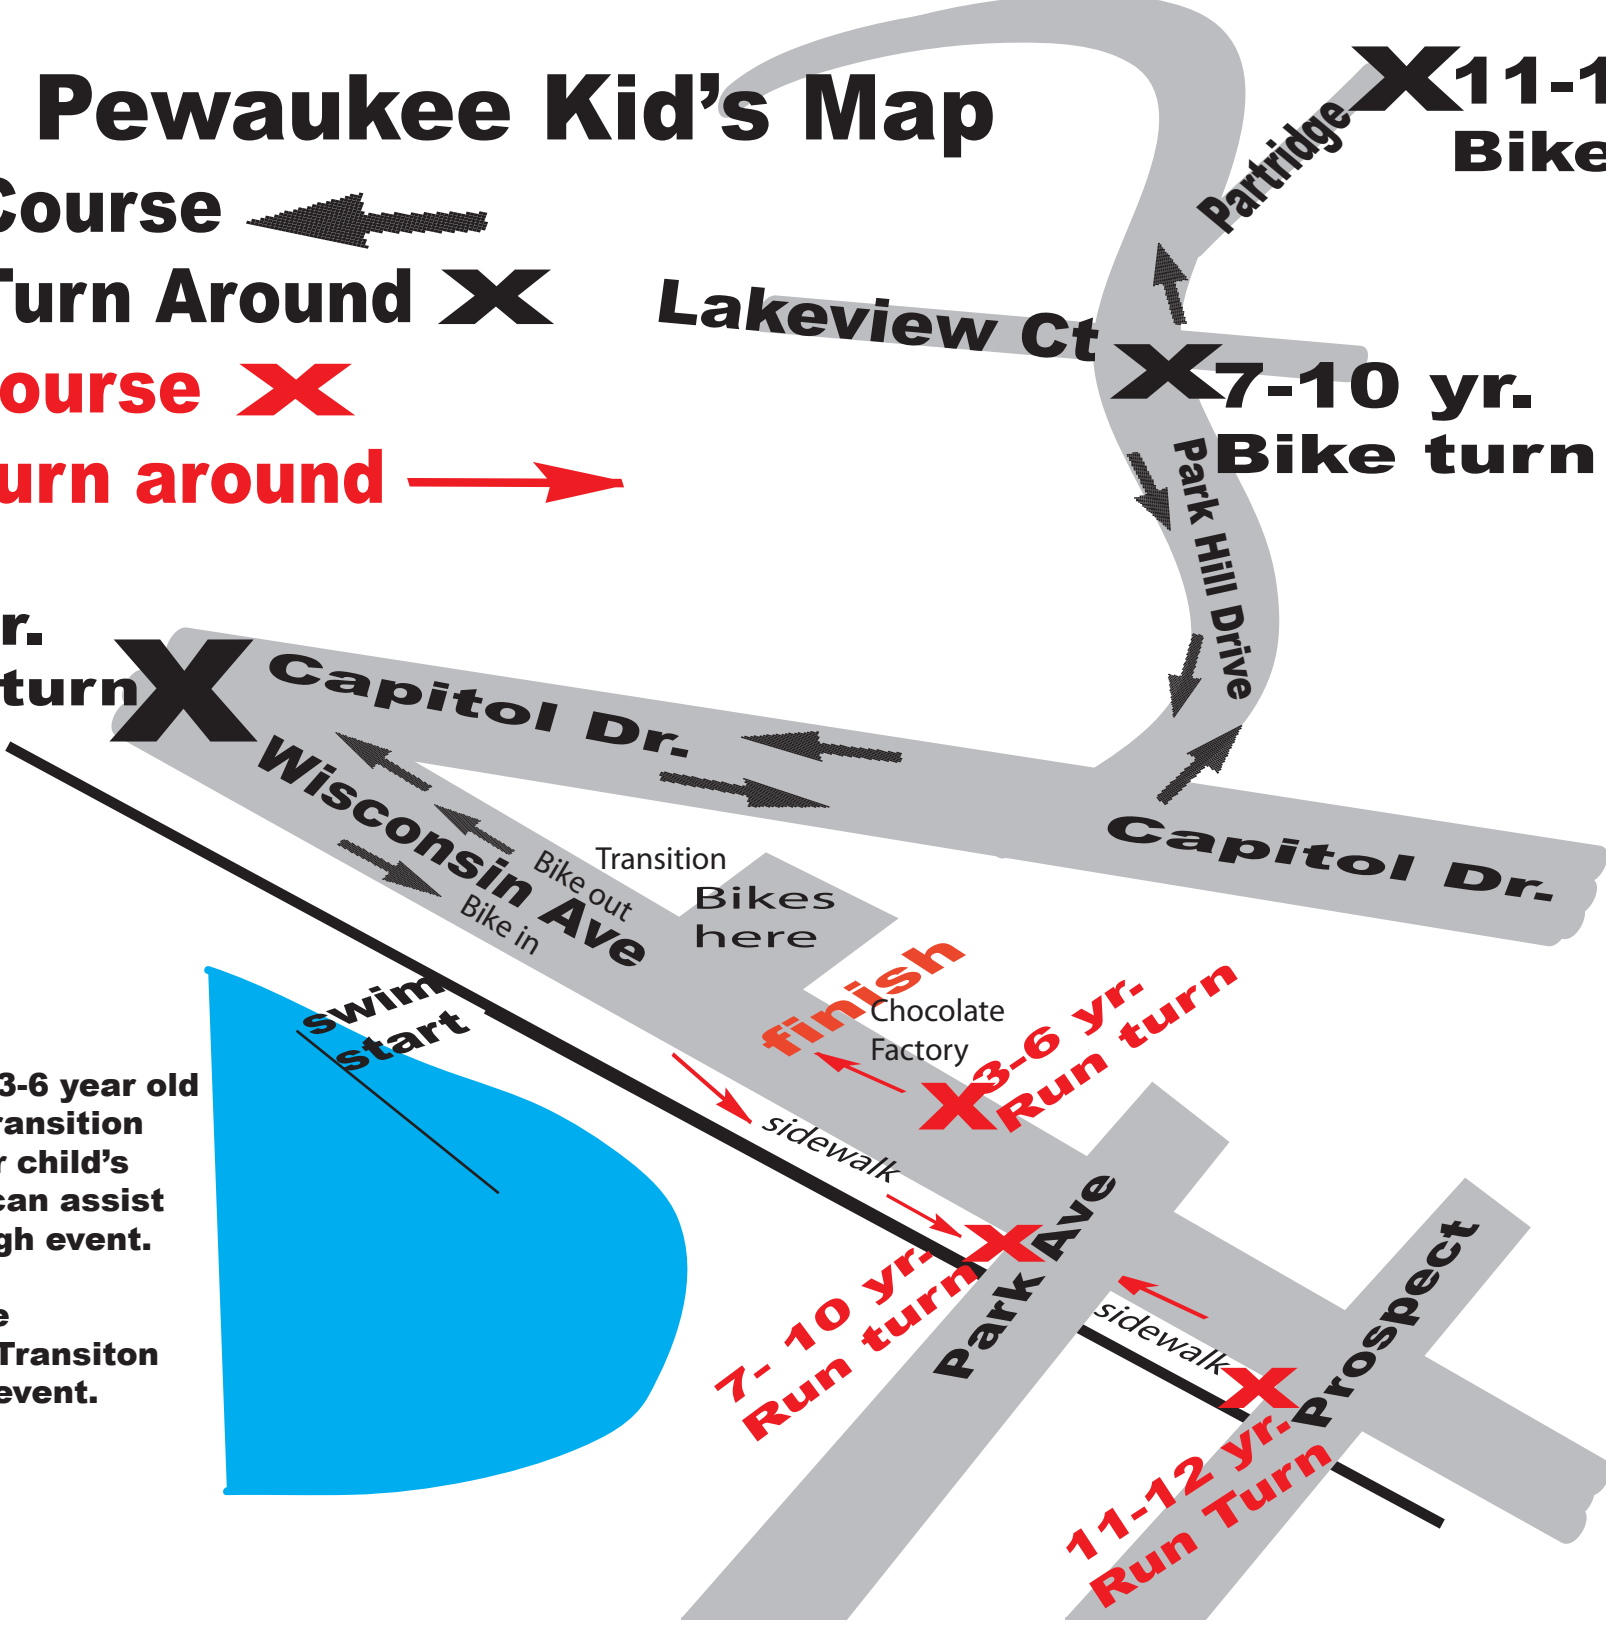 Pewaukee Kid's Map
Course
Turn Around
ourse
urn around
11-1
Bike
Partridge
Lakeview Ct
7-10 yr.
Bike turn
Park Hill Drive
r.
turn
Capitol Dr.
Wisconsin Ave
Capitol Dr.
Bike out
Bike in
Transition
Bikes
here
finish
Chocolate
Factory
3-6 yr.
Run turn
swim
start
sidewalk
3-6 year old
ransition
r child's
can assist
gh event.
e
Transiton
event.
7- 10 yr.
Run turn
Park Ave
sidewalk
Prospect
11-12 yr.
Run Turn